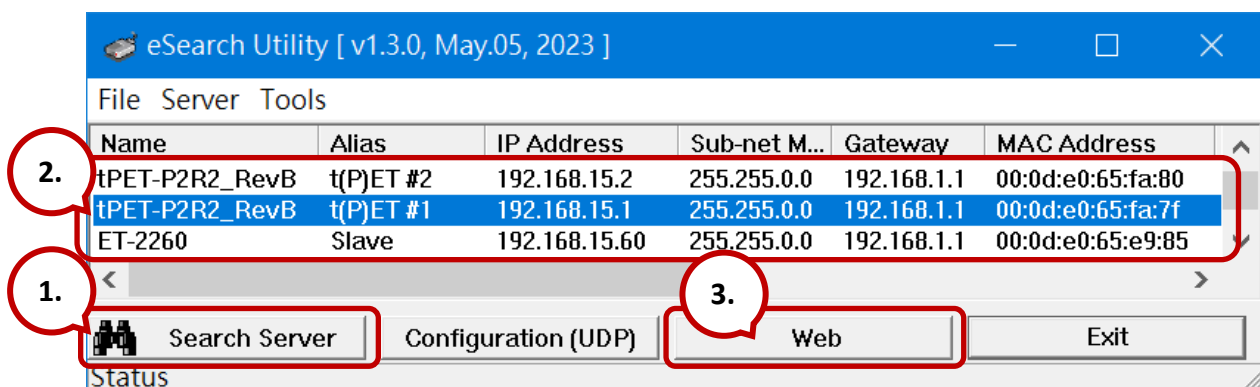 eSearch Utility [ v1.3.0, May.05, 2023 ]
File Server Tools
Name Alias IP Address Sub-net M... Gateway MAC Address
2.
tPET-P2R2_RevB t(P)ET #2 192.168.15.2 255.255.0.0 192.168.1.1 00:0d:e0:65:fa:80
tPET-P2R2_RevB t(P)ET #1 192.168.15.1 255.255.0.0 192.168.1.1 00:0d:e0:65:fa:7f
ET-2260 Slave 192.168.15.60 255.255.0.0 192.168.1.1 00:0d:e0:65:e9:85
1.
3.
Search Server Configuration (UDP) Web Exit
Status